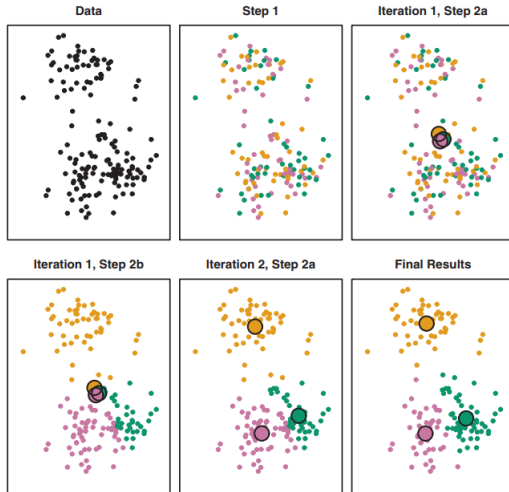 Data
Step 1
Iteration 1, Step 2a
Iteration 1, Step 2b
Iteration 2, Step 2a
Final Results